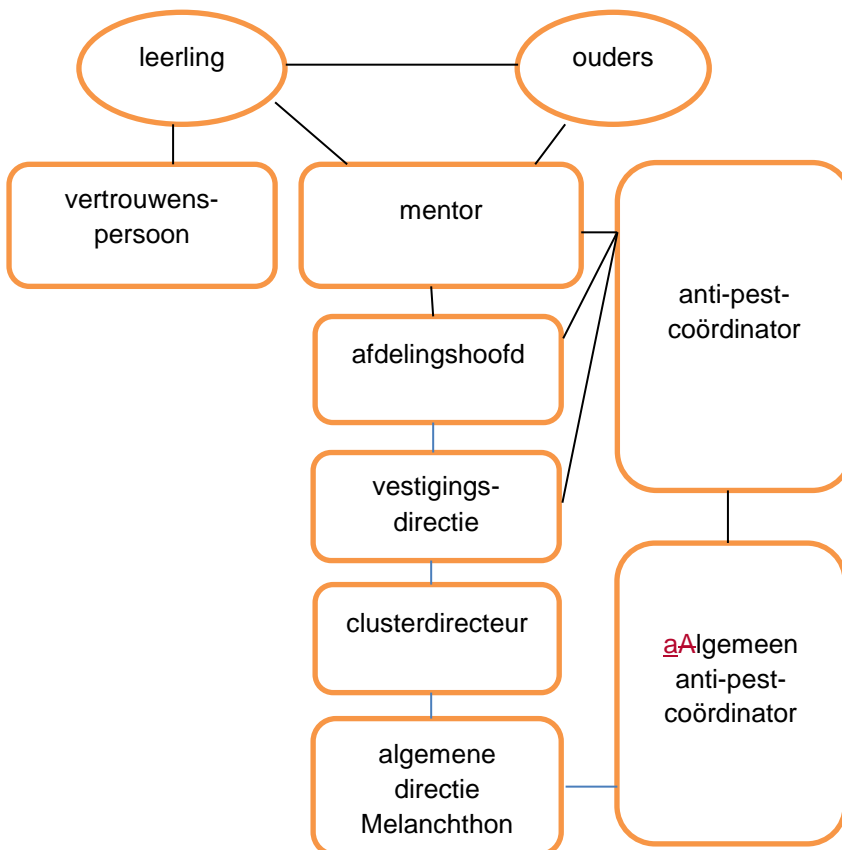 leerling
ouders
vertrouwens-
persoon
mentor
anti-pest-
coördinator
afdelingshoofd
vestigings-
directie
clusterdirecteur
aAlgemeen
anti-pest-
coördinator
algemene
directie
Melanchthon